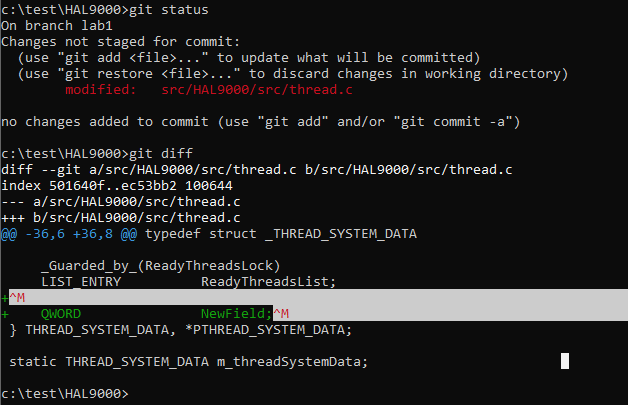 c:\test\HAL9000>git status
On branch lab1
Changes not staged for commit:
  (use "git add <file>..." to update what will be committed)
  (use "git restore <file>..." to discard changes in working directory)
        modified:   src/HAL9000/src/thread.c

no changes added to commit (use "git add" and/or "git commit -a")

c:\test\HAL9000>git diff
diff --git a/src/HAL9000/src/thread.c b/src/HAL9000/src/thread.c
index 501640f..ec53bb2 100644
--- a/src/HAL9000/src/thread.c
+++ b/src/HAL9000/src/thread.c
@@ -36,6 +36,8 @@ typedef struct _THREAD_SYSTEM_DATA

     _Guarded_by_(ReadyThreadsLock)
     LIST_ENTRY          ReadyThreadsList;
+^M
+    QWORD               NewField;^M
 } THREAD_SYSTEM_DATA, *PTHREAD_SYSTEM_DATA;

 static THREAD_SYSTEM_DATA m_threadSystemData;

c:\test\HAL9000>